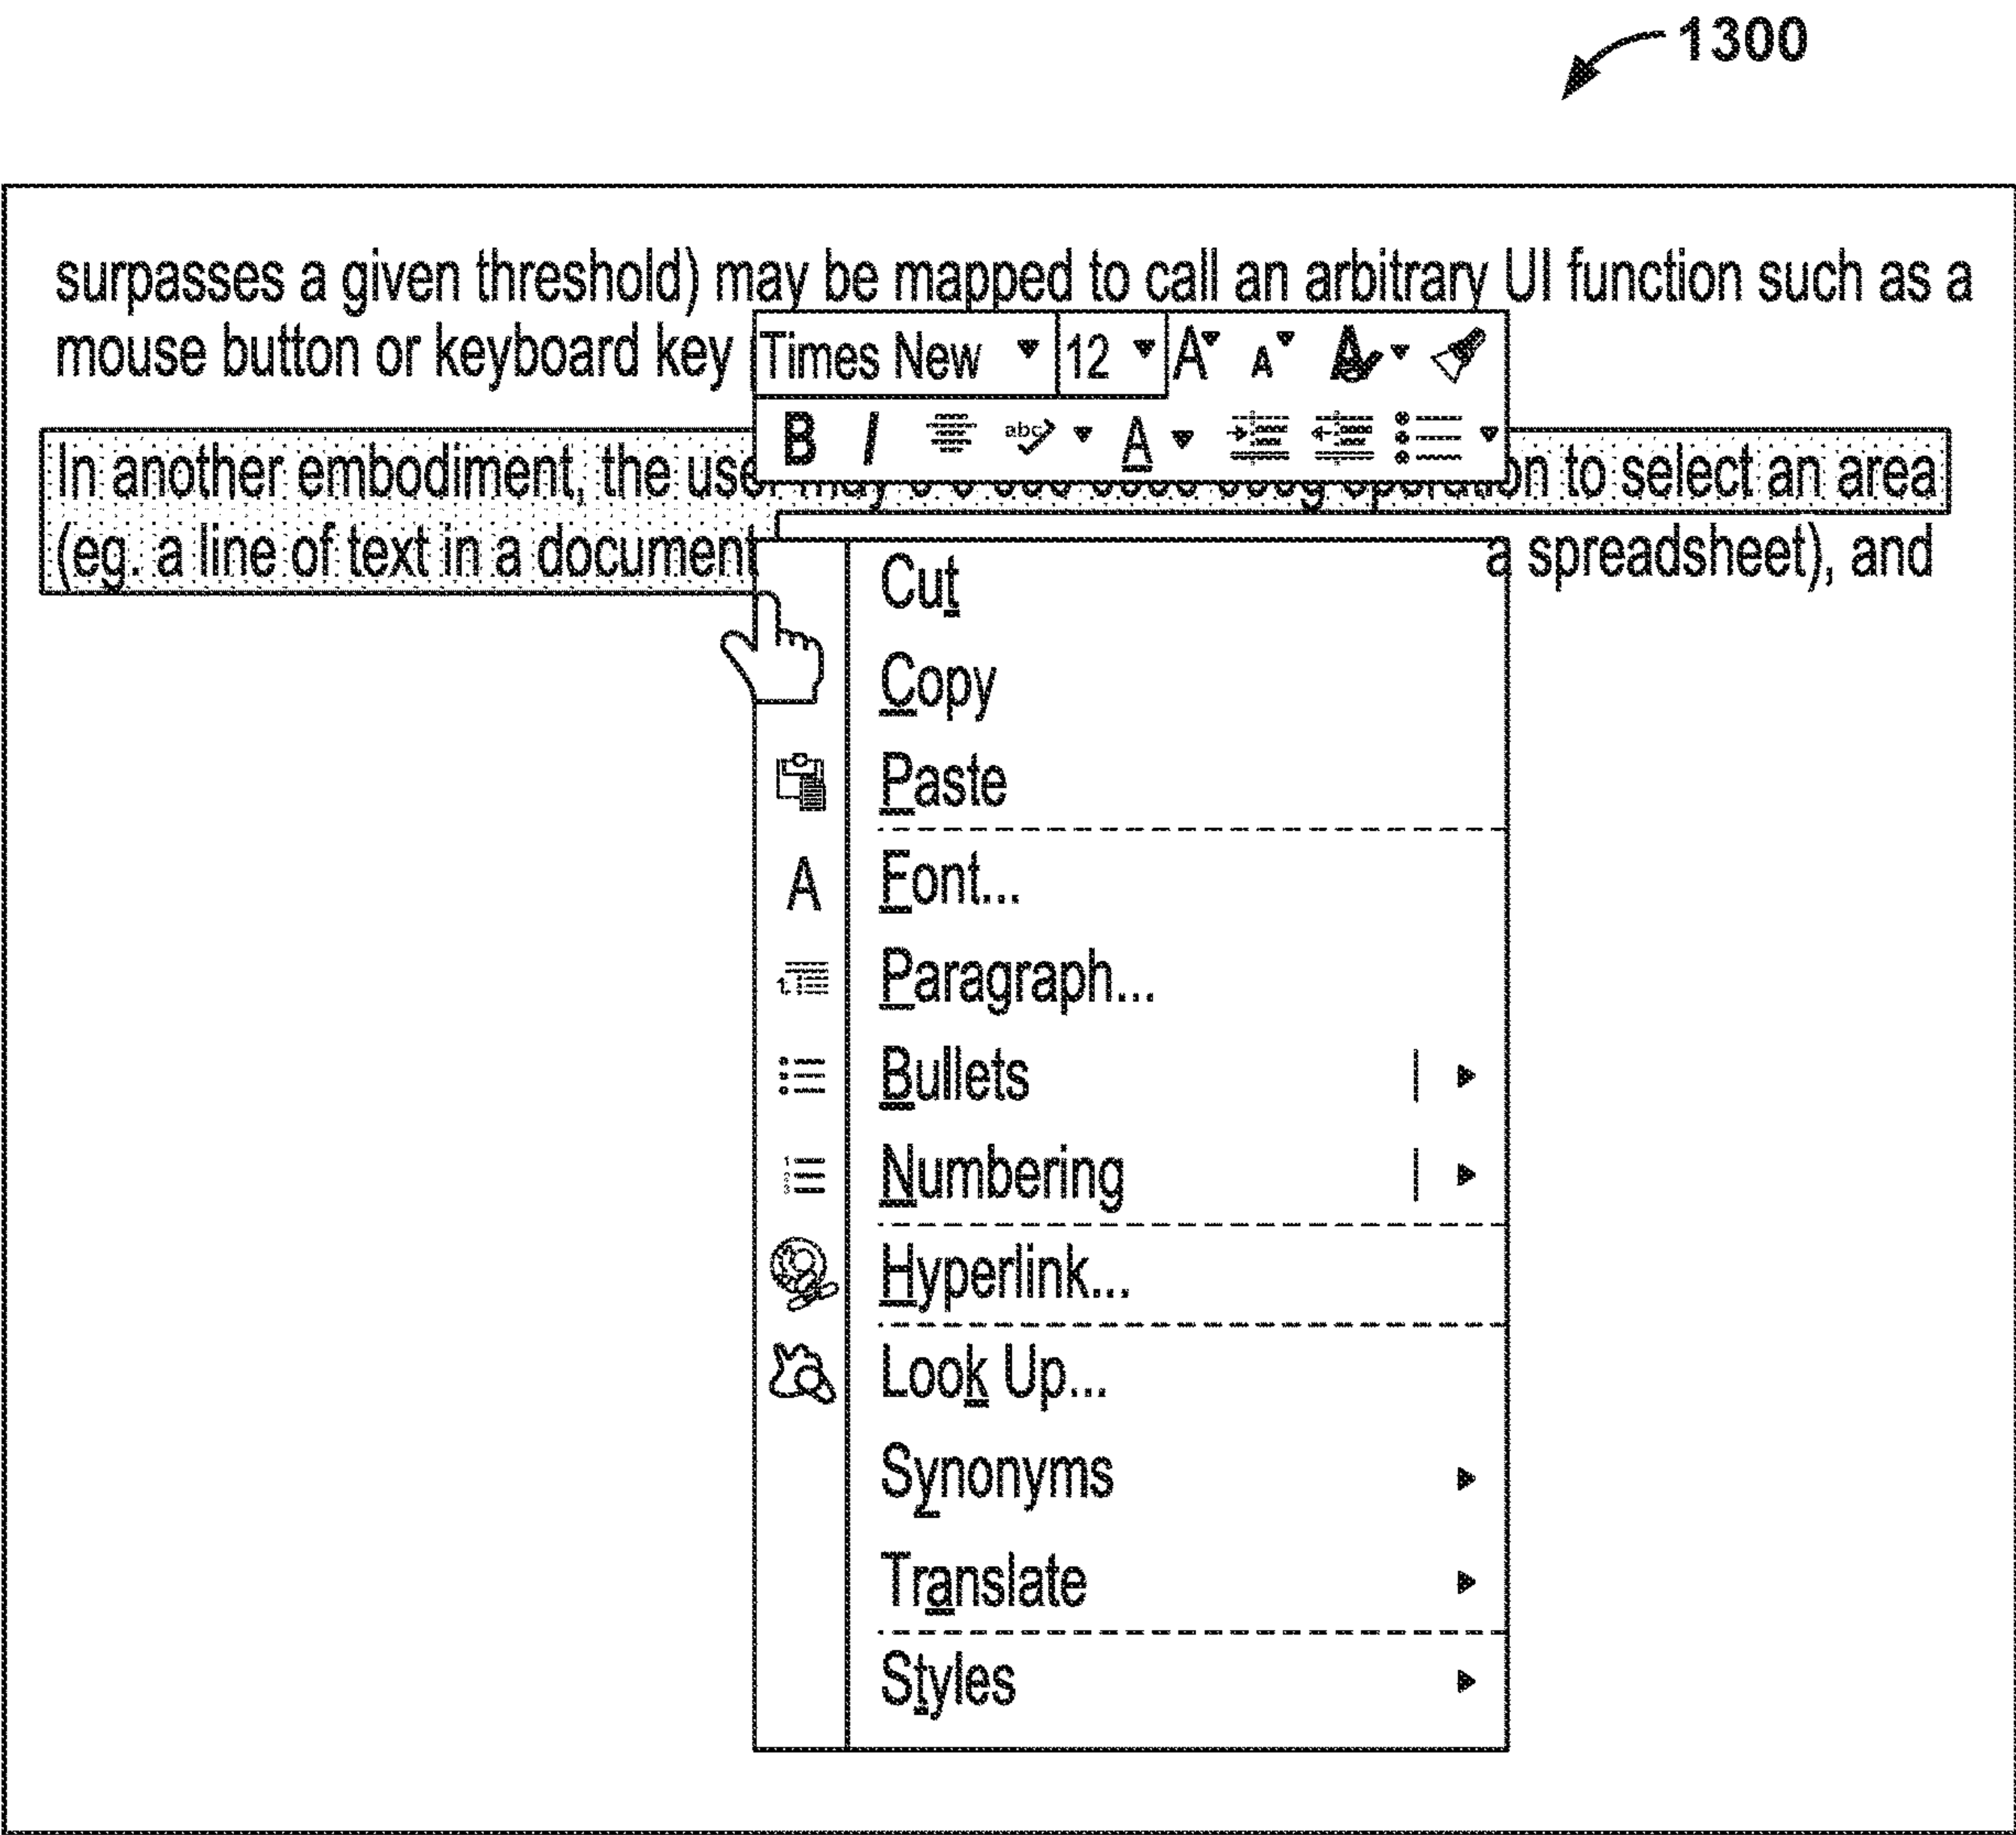 1300
surpasses a given threshold) may be mapped to call an arbitrary UI function such as a
mouse button or keyboard key
Times New 12 A A A
B I abc A
In another embodiment, the use on to select an area
(eg. a line of text in a document a spreadsheet), and
Cut
Copy
Paste
A Font...
Paragraph...
Bullets
Numbering
Hyperlink...
Look Up...
Synonyms
Translate
Styles